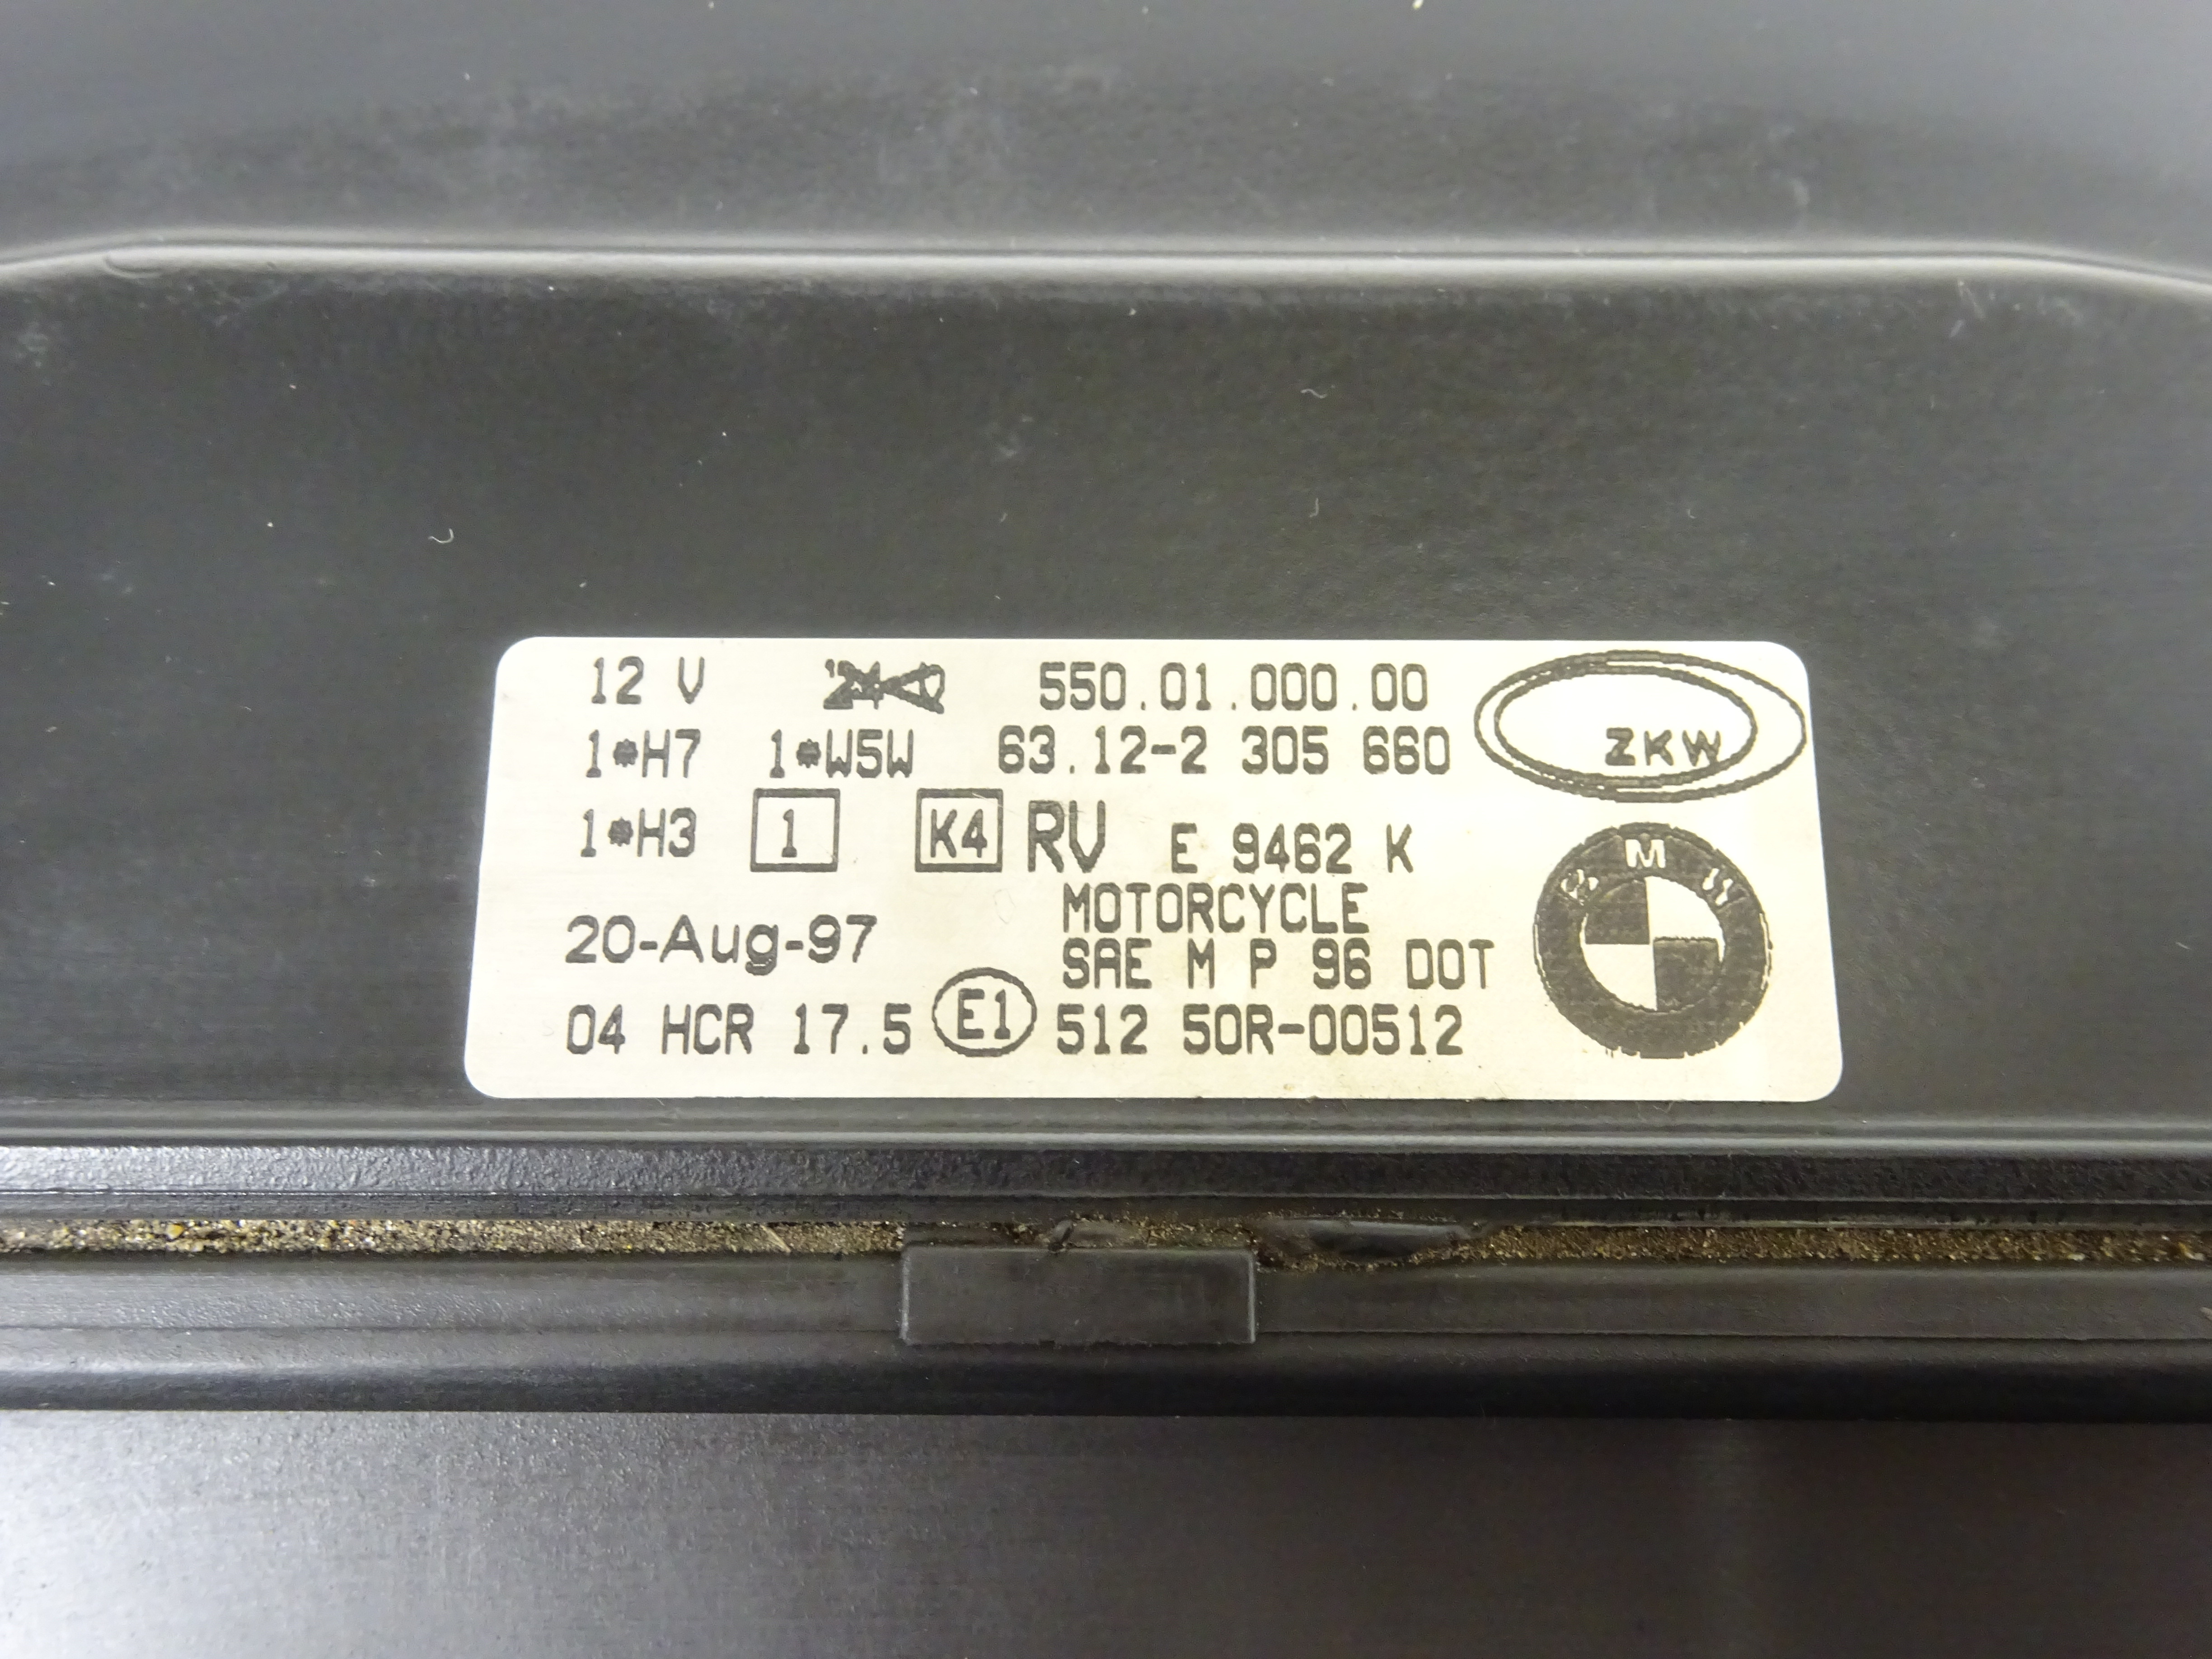 12 V 550.01.000.00
ZKW
1*H7 1*W5W 63.12-2 305 660
1*H3 1 K4 RV E 9462 K
MOTORCYCLE
BMW
20-Aug-97
SAE M P 96 DOT
04 HCR 17.5 E1 512 50R-00512